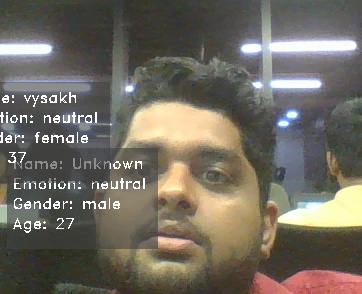 e: vysakh
tion: neutral
der: female
37
Name: Unknown
Emotion: neutral
Gender: male
Age: 27